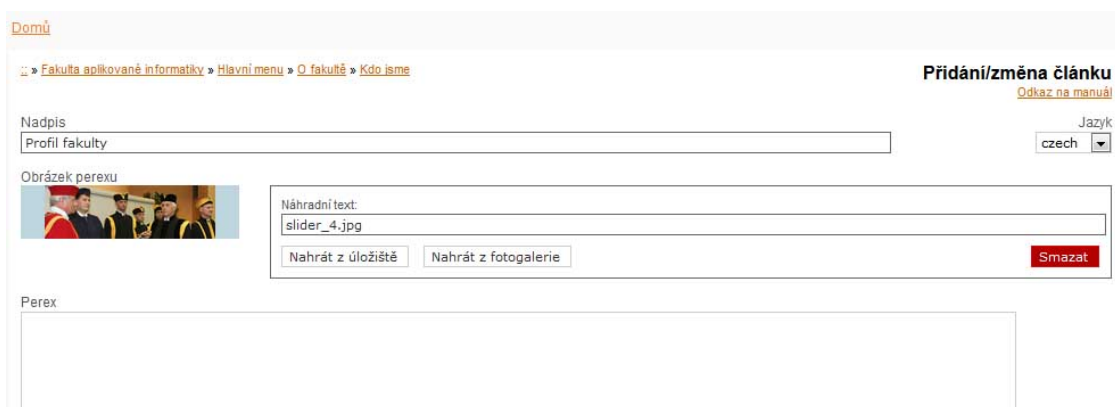 Domů
:: » Fakulta aplikované informatiky » Hlavní menu » O fakultě » Kdo jsme
Přidání/změna článku
Odkaz na manuál
Nadpis
Jazyk
Profil fakulty
czech
Obrázek perexu
Náhradní text:
slider_4.jpg
Nahrát z úložiště
Nahrát z fotogalerie
Smazat
Perex